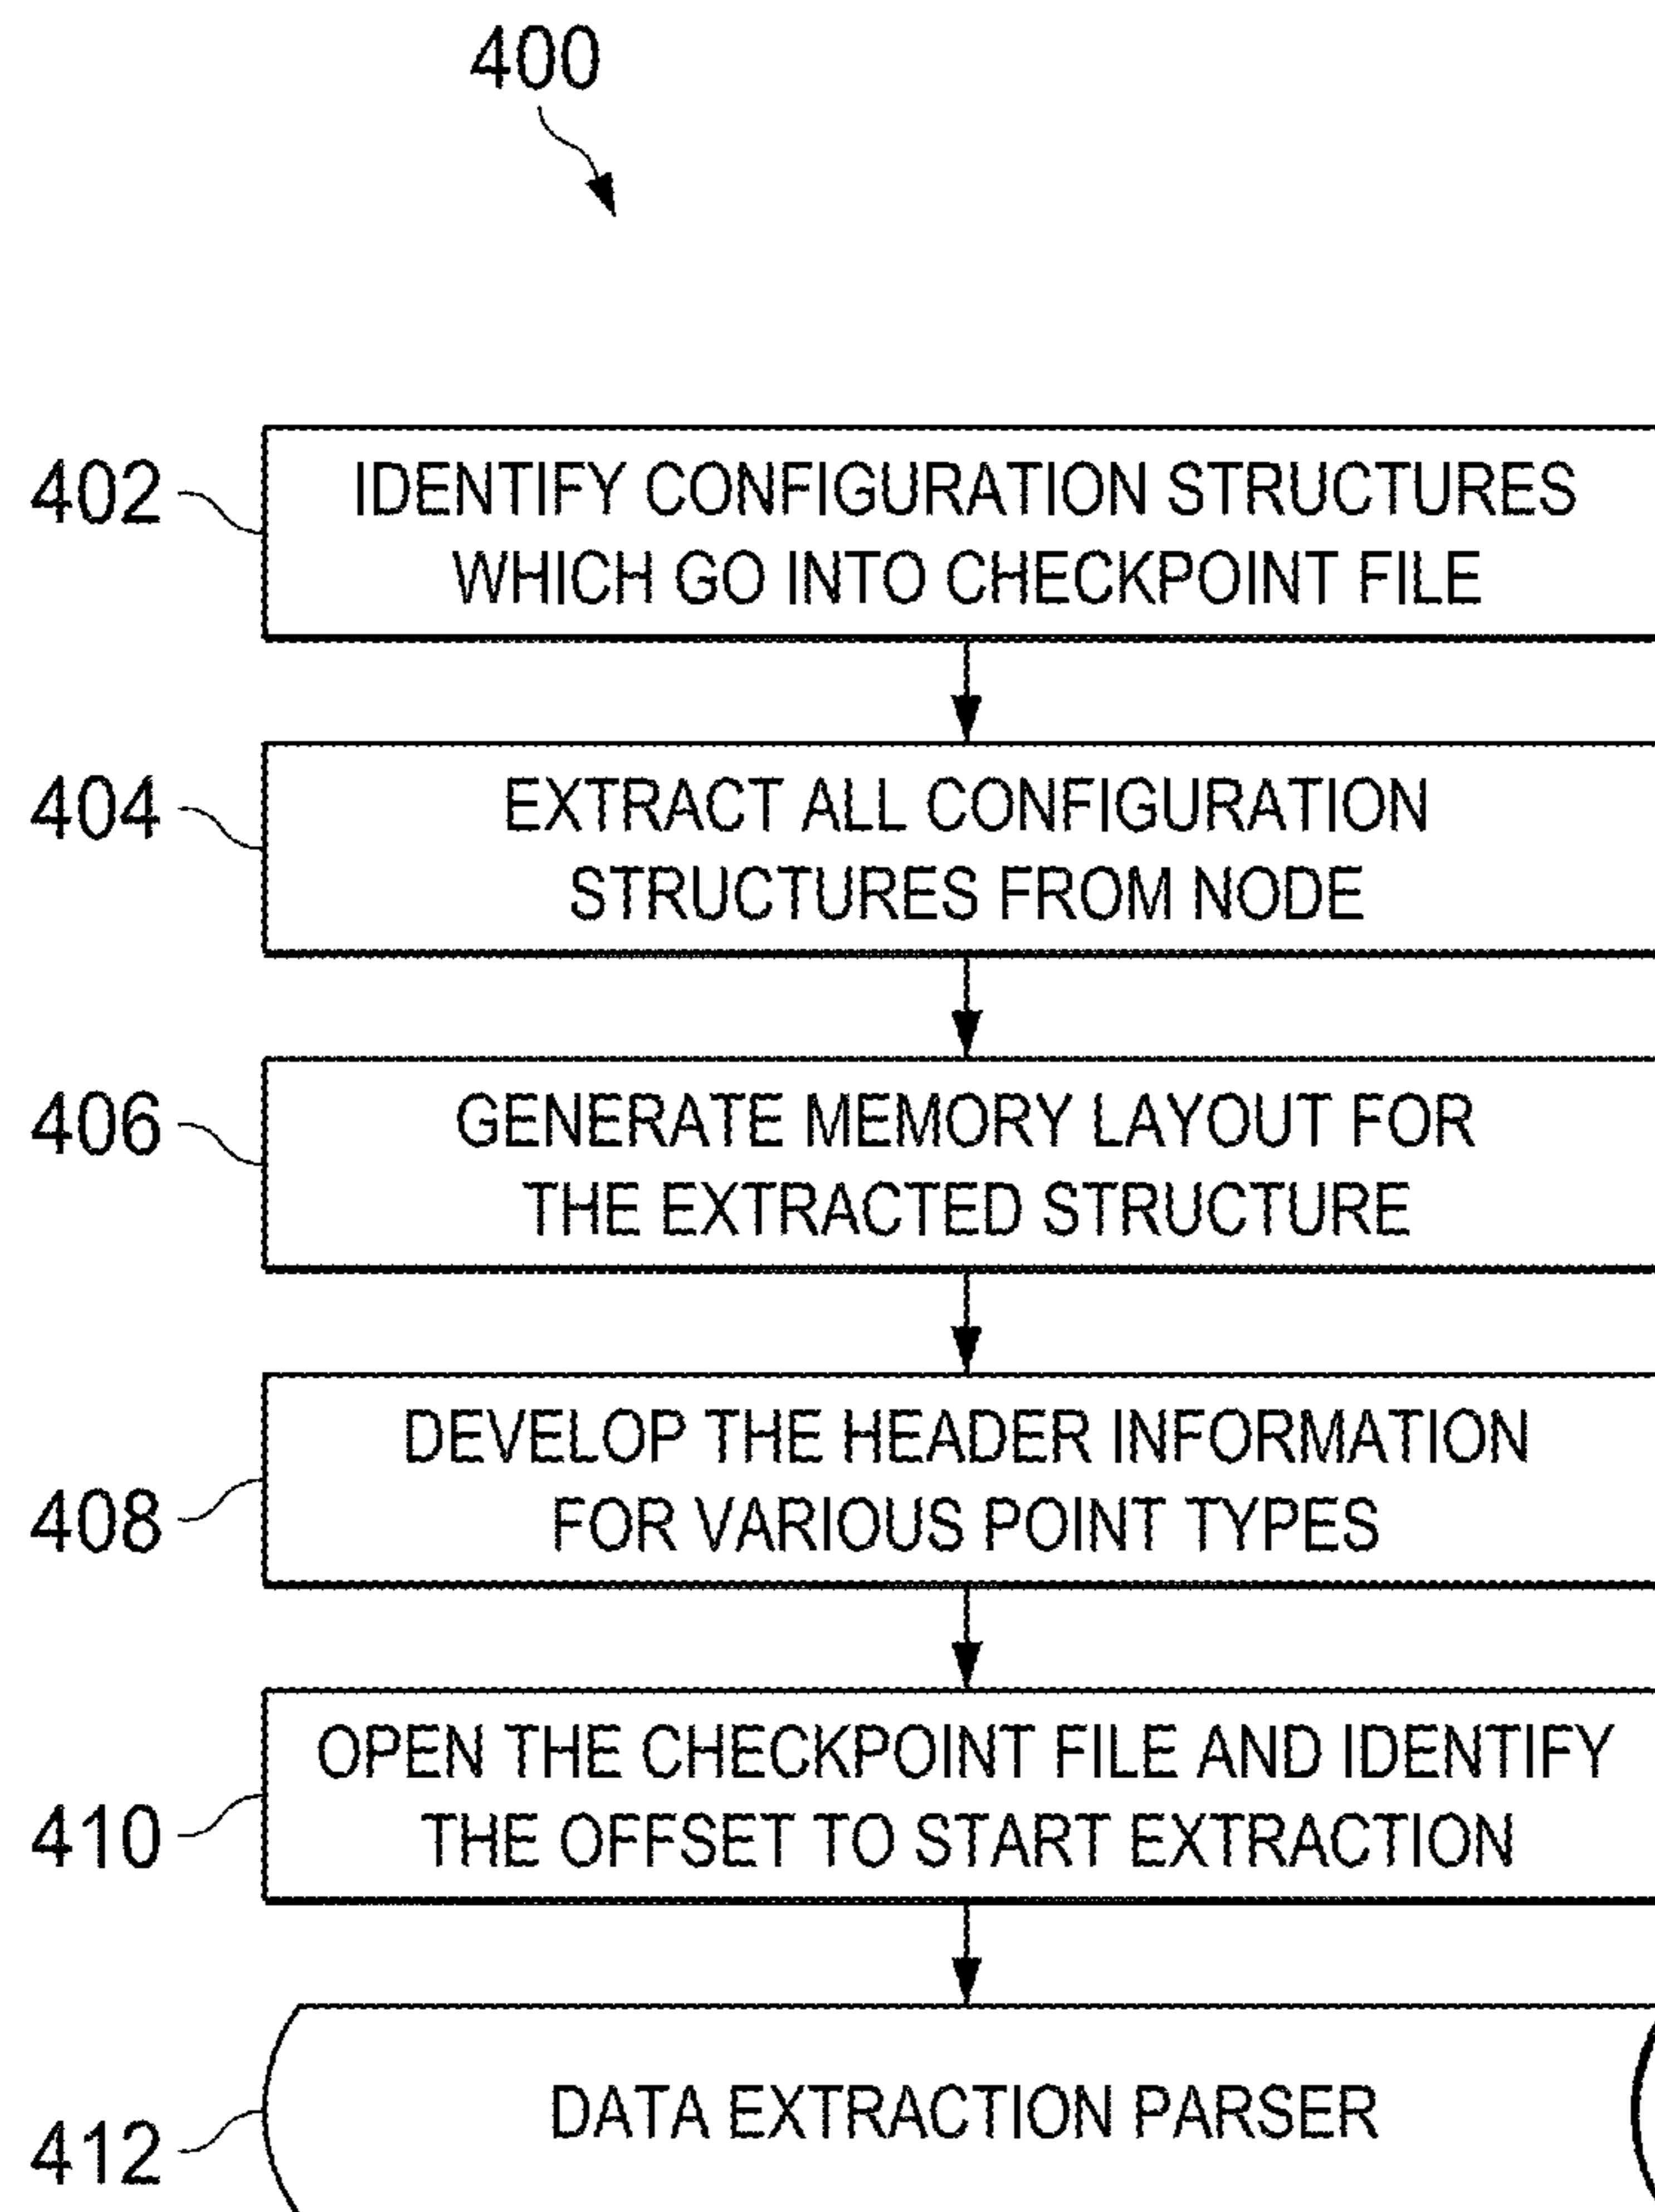 400
402
IDENTIFY CONFIGURATION STRUCTURES
WHICH GO INTO CHECKPOINT FILE
404
EXTRACT ALL CONFIGURATION
STRUCTURES FROM NODE
406
GENERATE MEMORY LAYOUT FOR
THE EXTRACTED STRUCTURE
408
DEVELOP THE HEADER INFORMATION
FOR VARIOUS POINT TYPES
410
OPEN THE CHECKPOINT FILE AND IDENTIFY
THE OFFSET TO START EXTRACTION
412
DATA EXTRACTION PARSER